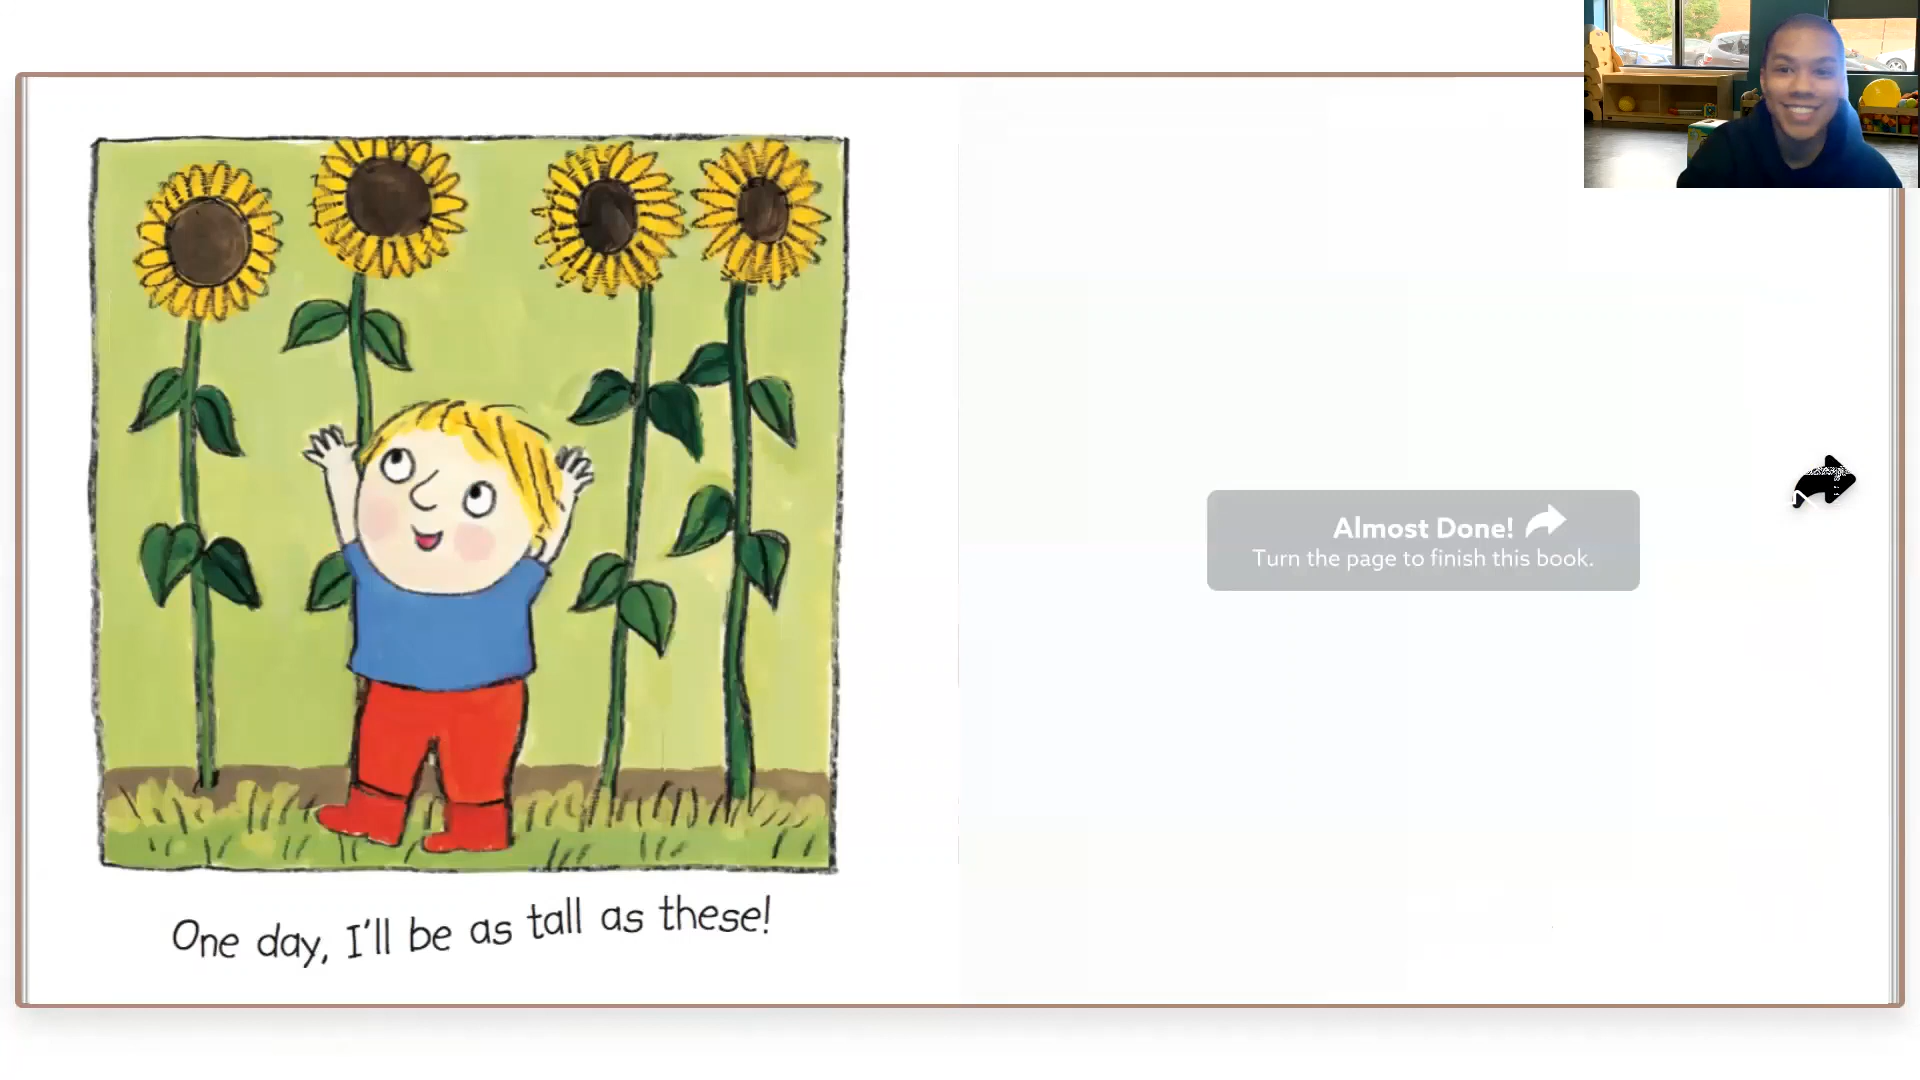 One day, I'll be as tall as these!
Almost Done!
Turn the page to finish this book.